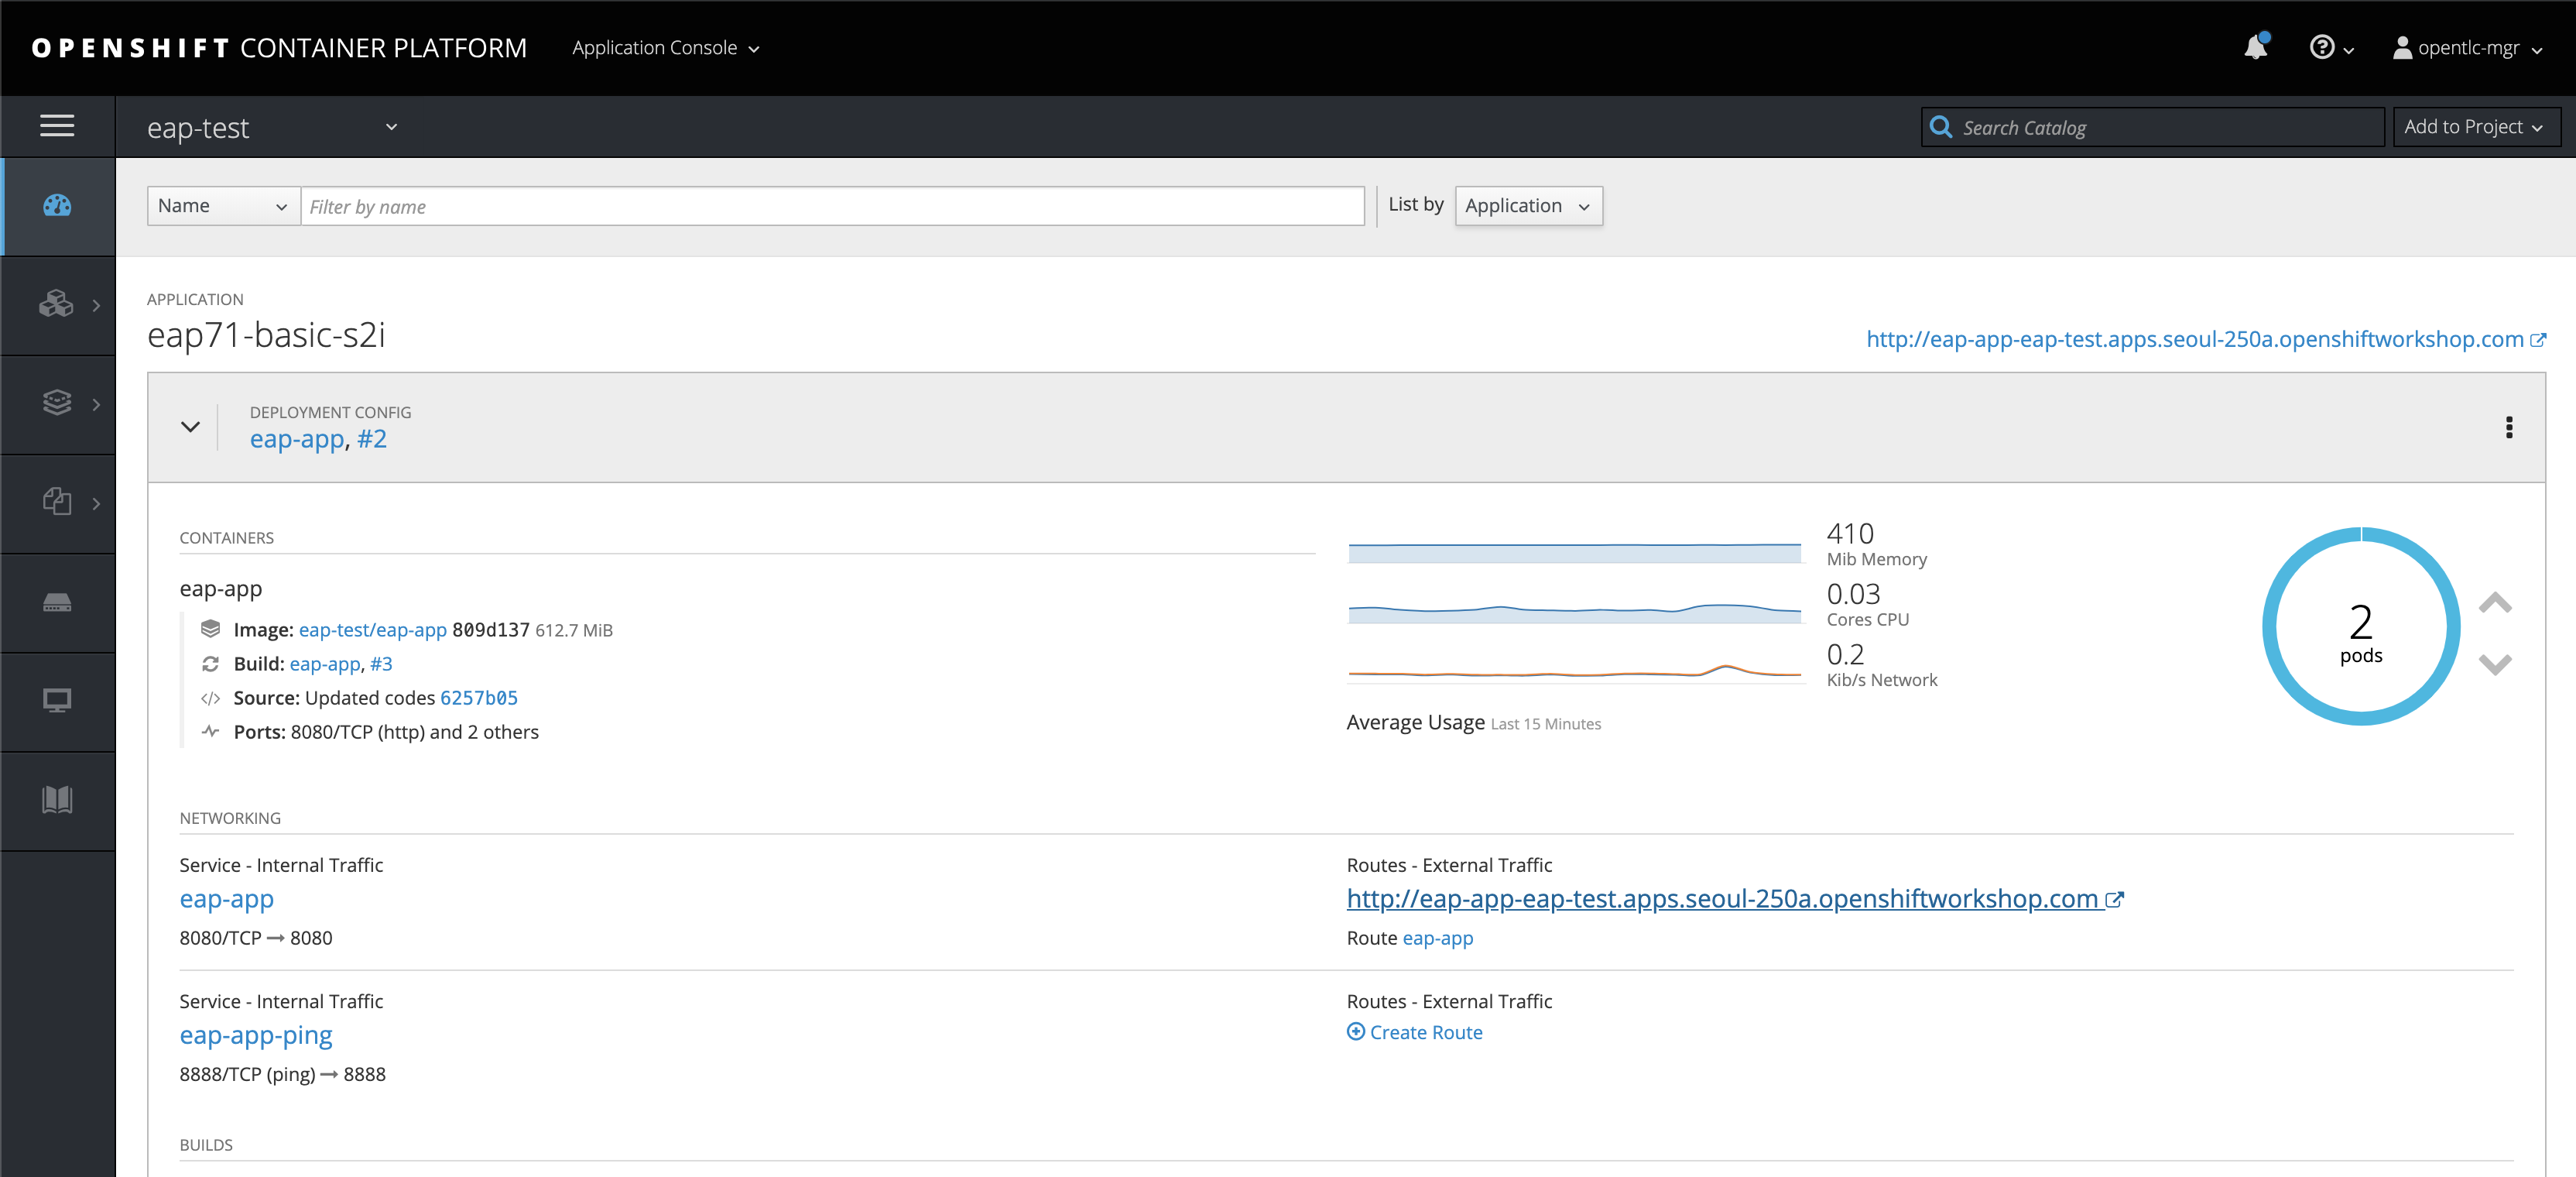 OPENSHIFT CONTAINER PLATFORM
Application Console
opentlc-mgr
eap-test
Search Catalog
Add to Project
Name
Filter by name
List by
Application
APPLICATION
eap71-basic-s2i
http://eap-app-eap-test.apps.seoul-250a.openshiftworkshop.com
DEPLOYMENT CONFIG
eap-app, #2
CONTAINERS
eap-app
Image: eap-test/eap-app 809d137 612.7 MiB
Build: eap-app, #3
Source: Updated codes 6257b05
Ports: 8080/TCP (http) and 2 others
410
Mib Memory
0.03
Cores CPU
0.2
Kib/s Network
Average Usage Last 15 Minutes
2
pods
NETWORKING
Service - Internal Traffic
eap-app
8080/TCP → 8080
Routes - External Traffic
http://eap-app-eap-test.apps.seoul-250a.openshiftworkshop.com
Route eap-app
Service - Internal Traffic
eap-app-ping
8888/TCP (ping) → 8888
Routes - External Traffic
Create Route
BUILDS